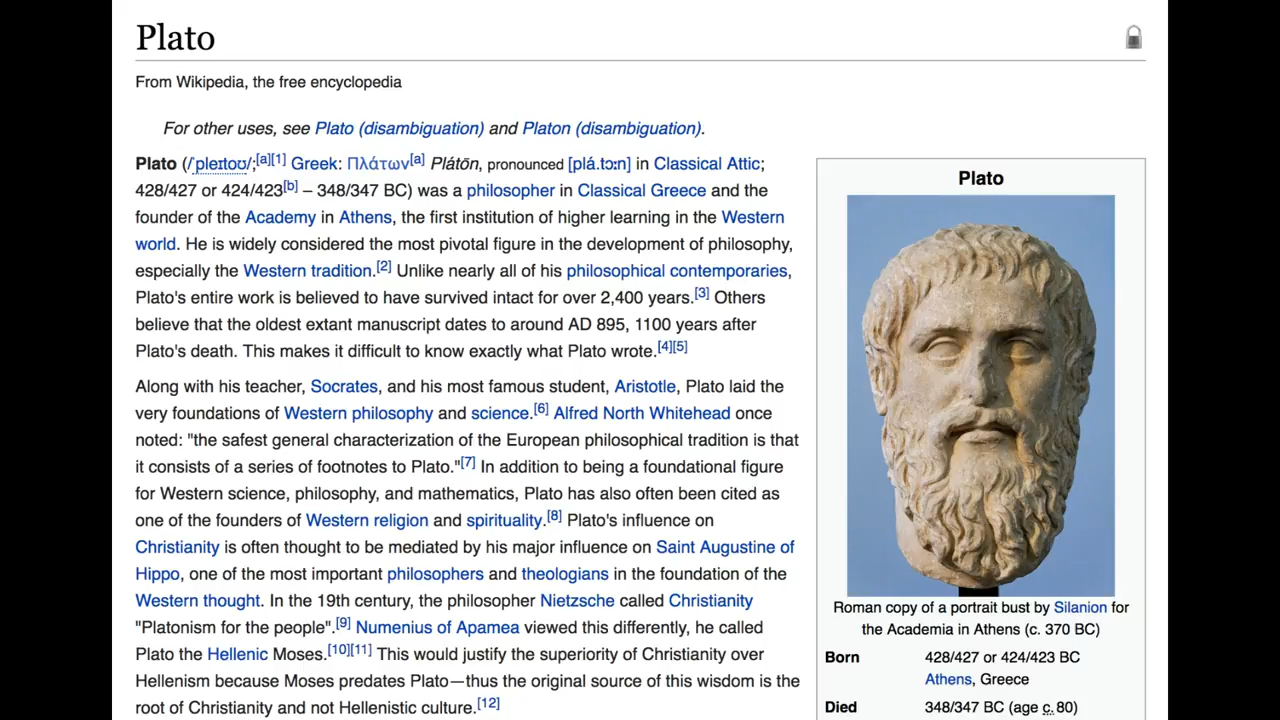 Plato
From Wikipedia, the free encyclopedia
For other uses, see Plato (disambiguation) and Platon (disambiguation).
Plato (/ˈpleɪtoʊ/;[a][1] Greek: Πλάτων[a] Plátōn, pronounced [plá.tɔːn] in Classical Attic;
428/427 or 424/423[b] – 348/347 BC) was a philosopher in Classical Greece and the
founder of the Academy in Athens, the first institution of higher learning in the Western
world. He is widely considered the most pivotal figure in the development of philosophy,
especially the Western tradition.[2] Unlike nearly all of his philosophical contemporaries,
Plato's entire work is believed to have survived intact for over 2,400 years.[3] Others
believe that the oldest extant manuscript dates to around AD 895, 1100 years after
Plato's death. This makes it difficult to know exactly what Plato wrote.[4][5]
Along with his teacher, Socrates, and his most famous student, Aristotle, Plato laid the
very foundations of Western philosophy and science.[6] Alfred North Whitehead once
noted: "the safest general characterization of the European philosophical tradition is that
it consists of a series of footnotes to Plato."[7] In addition to being a foundational figure
for Western science, philosophy, and mathematics, Plato has also often been cited as
one of the founders of Western religion and spirituality.[8] Plato's influence on
Christianity is often thought to be mediated by his major influence on Saint Augustine of
Hippo, one of the most important philosophers and theologians in the foundation of the
Western thought. In the 19th century, the philosopher Nietzsche called Christianity
"Platonism for the people".[9] Numenius of Apamea viewed this differently, he called
Plato the Hellenic Moses.[10][11] This would justify the superiority of Christianity over
Hellenism because Moses predates Plato—thus the original source of this wisdom is the
root of Christianity and not Hellenistic culture.[12]
Plato
Roman copy of a portrait bust by Silanion for
the Academia in Athens (c. 370 BC)
Born 428/427 or 424/423 BC
Athens, Greece
Died 348/347 BC (age c. 80)